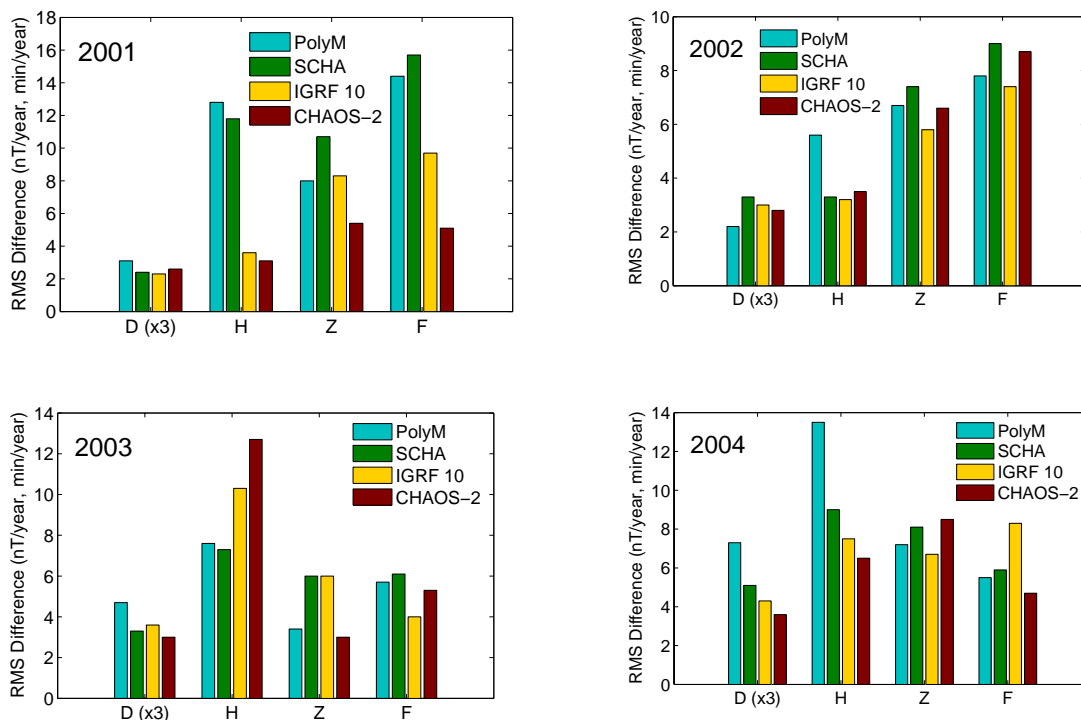 RMS Difference (nT/year, min/year)
18
16
14
12
10
8
6
4
2
0
2001
PolyM
SCHA
IGRF 10
CHAOS−2
D (x3) H Z F
RMS Difference (nT/year, min/year)
10
8
6
4
2
0
2002
PolyM
SCHA
IGRF 10
CHAOS−2
D (x3) H Z F
RMS Difference (nT/year, min/year)
14
12
10
8
6
4
2
0
2003
PolyM
SCHA
IGRF 10
CHAOS−2
D (x3) H Z F
RMS Difference (nT/year, min/year)
14
12
10
8
6
4
2
0
2004
PolyM
SCHA
IGRF 10
CHAOS−2
D (x3) H Z F